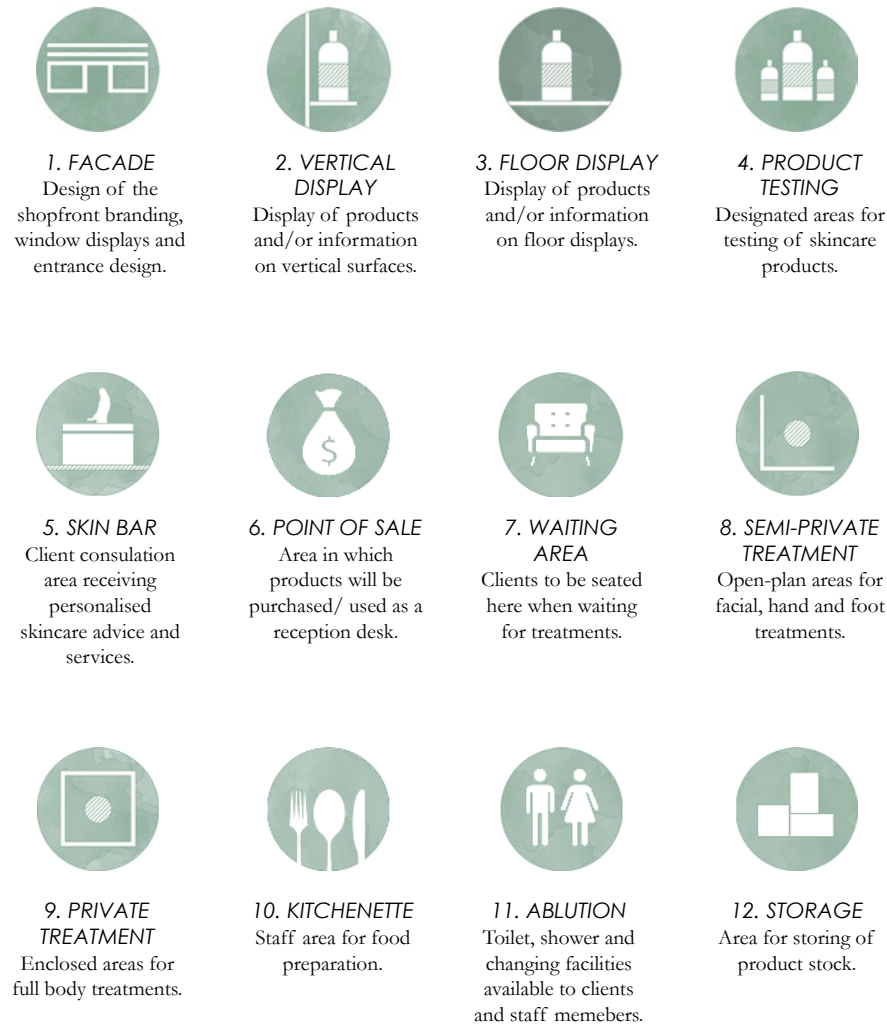 1. FACADE
Design of the
shopfront branding,
window displays and
entrance design.
2. VERTICAL
DISPLAY
Display of products
and/or information
on vertical surfaces.
3. FLOOR DISPLAY
Display of products
and/or information
on floor displays.
4. PRODUCT
TESTING
Designated areas for
testing of skincare
products.
5. SKIN BAR
Client consulation
area receiving
personalised
skincare advice and
services.
6. POINT OF SALE
Area in which
products will be
purchased/ used as a
reception desk.
$
7. WAITING
AREA
Clients to be seated
here when waiting
for treatments.
8. SEMI-PRIVATE
TREATMENT
Open-plan areas for
facial, hand and foot
treatments.
9. PRIVATE
TREATMENT
Enclosed areas for
full body treatments.
10. KITCHENETTE
Staff area for food
preparation.
11. ABLUTION
Toilet, shower and
changing facilities
available to clients
and staff memebers.
12. STORAGE
Area for storing of
product stock.